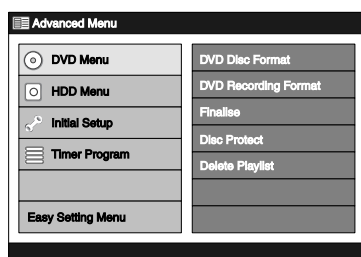 Advanced Menu
DVD Menu
HDD Menu
Initial Setup
Timer Program
Easy Setting Menu
DVD Disc Format
DVD Recording Format
Finalise
Disc Protect
Delete Playlist